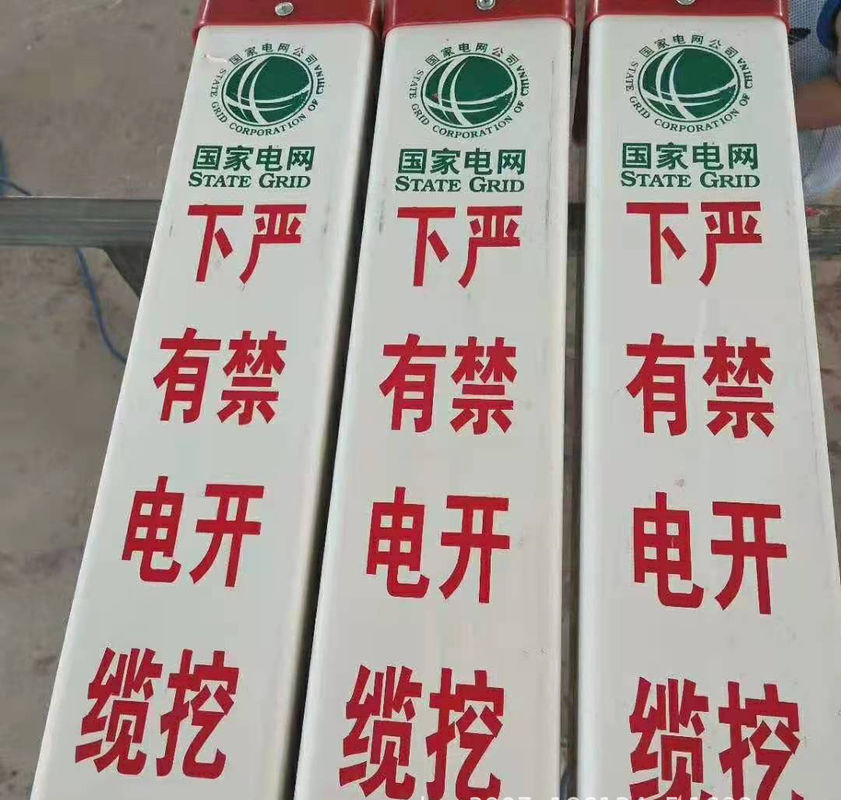 国家电网公司
STATE GRID CORPORATION OF CHINA
国家电网
STATE GRID
下严
有禁
电开
缆挖
国家电网公司
STATE GRID CORPORATION OF CHINA
国家电网
STATE GRID
下严
有禁
电开
缆挖
国家电网公司
STATE GRID CORPORATION OF CHINA
国家电网
STATE GRID
下严
有禁
电开
缆挖